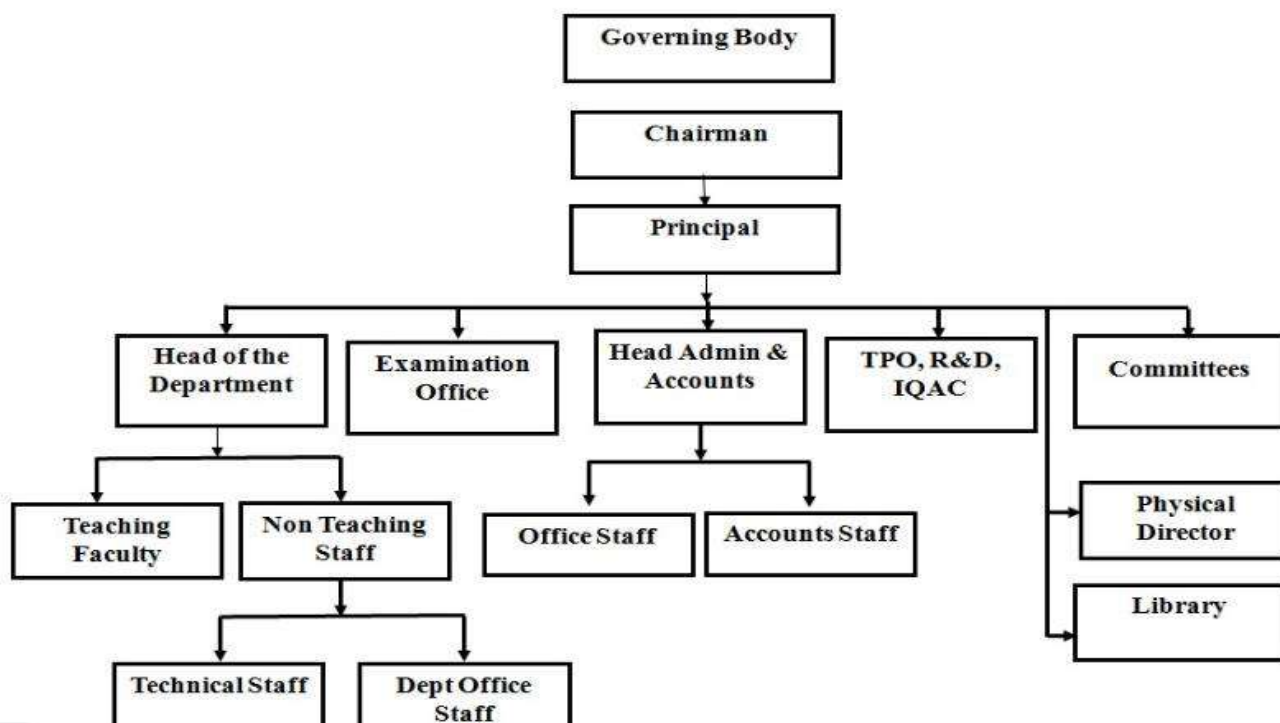 Governing Body
Chairman
Principal
Head of the
Department
Examination
Office
Head Admin &
Accounts
TPO, R&D,
IQAC
Committees
Teaching
Faculty
Non Teaching
Staff
Office Staff
Accounts Staff
Physical
Director
Library
Technical Staff
Dept Office
Staff